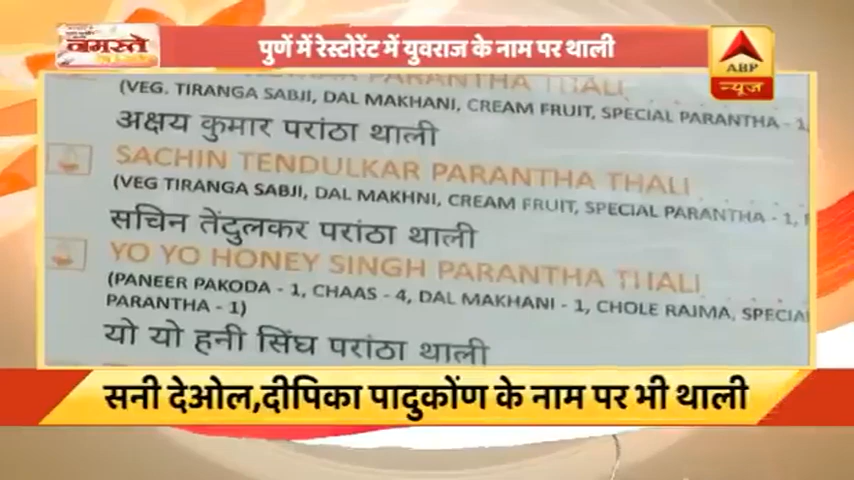 नमस्ते
पुणें में रेस्टोरेंट में युवराज के नाम पर थाली
ABP
न्यूज़
PARANTHA THALI
(VEG. TIRANGA SABJI, DAL MAKHANI, CREAM FRUIT, SPECIAL PARANTHA - 1,
अक्षय कुमार परांठा थाली
SACHIN TENDULKAR PARANTHA THALI
(VEG TIRANGA SABJI, DAL MAKHNI, CREAM FRUIT, SPECIAL PARANTHA - 1,
सचिन तेंदुलकर परांठा थाली
YO YO HONEY SINGH PARANTHA THALI
(PANEER PAKODA - 1, CHAAS - 4, DAL MAKHANI - 1, CHOLE RAJMA, SPECIAL
PARANTHA - 1)
यो यो हनी सिंघ परांठा थाली
सनी देओल,दीपिका पादुकोंण के नाम पर भी थाली